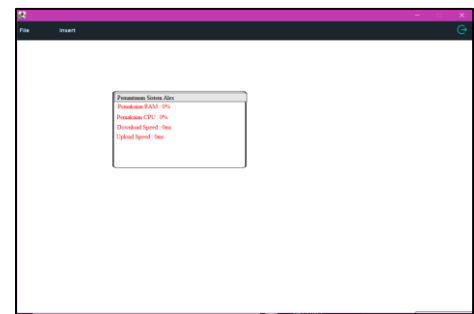 File Insert
Pemantauan Sistem Alex
Pemakaian RAM : 0%
Pemakaian CPU : 0%
Download Speed : 0ms
Upload Speed : 0ms